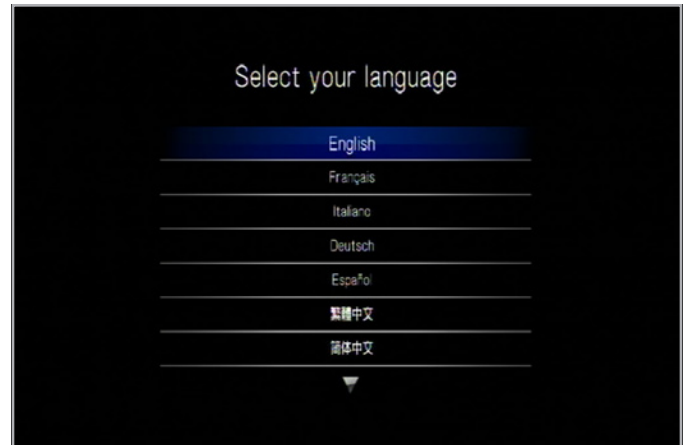 Select your language
English
Français
Italiano
Deutsch
Español
繁體中文
简体中文